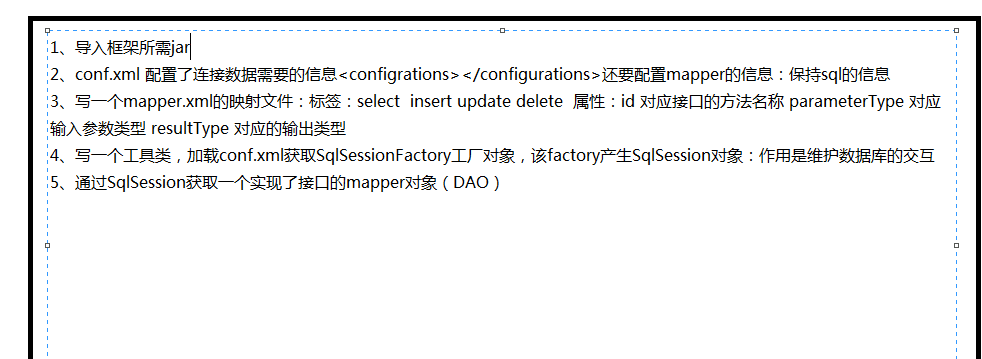 1、导入框架所需jar
2、conf.xml 配置了连接数据需要的信息<configrations></configurations>还要配置mapper的信息：保持sql的信息
3、写一个mapper.xml的映射文件：标签：select  insert update delete  属性：id 对应接口的方法名称 parameterType 对应
输入参数类型 resultType 对应的输出类型
4、写一个工具类，加载conf.xml获取SqlSessionFactory工厂对象，该factory产生SqlSession对象：作用是维护数据库的交互
5、通过SqlSession获取一个实现了接口的mapper对象（DAO）